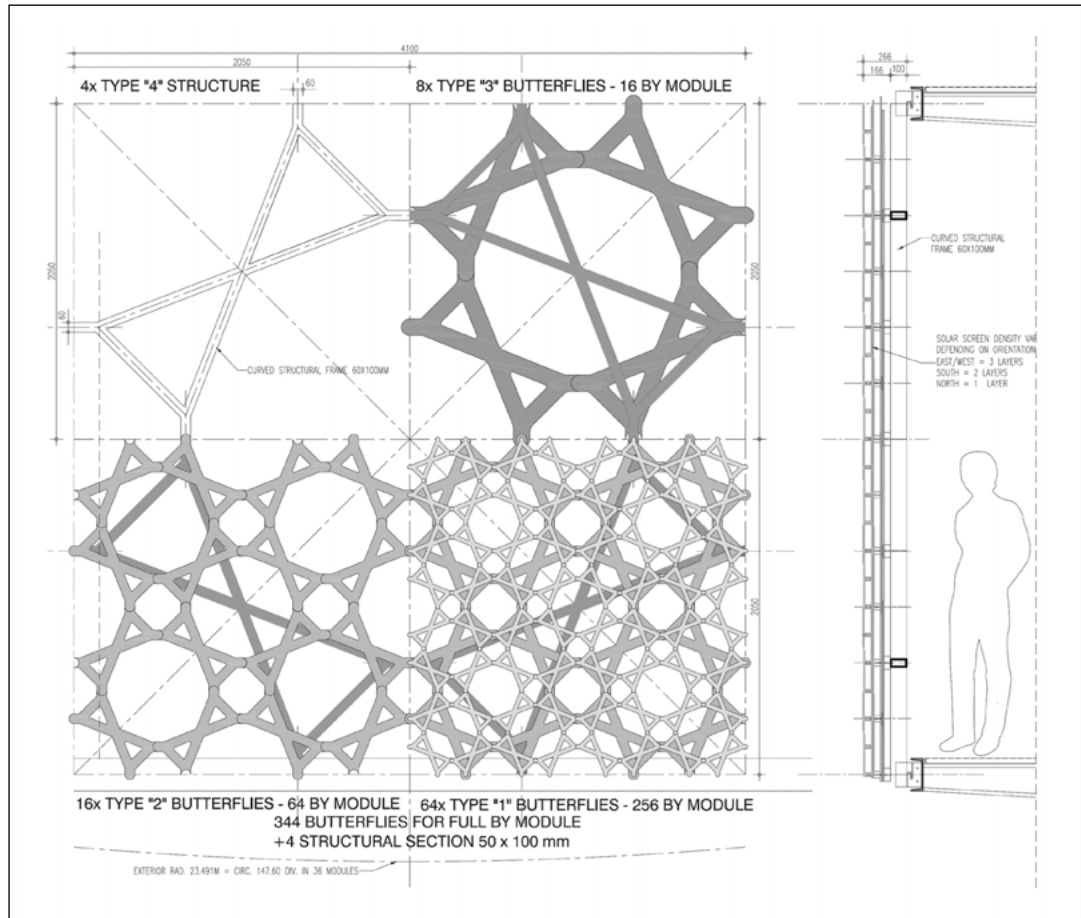 4100
2050
266
166 100
4x TYPE "4" STRUCTURE
60
8x TYPE "3" BUTTERFLIES - 16 BY MODULE
2050
2050
60
CURVED STRUCTURAL FRAME 60X100MM
CURVED STRUCTURAL
FRAME 60X100MM
SOLAR SCREEN DENSITY VAR
DEPENDING ON ORIENTATION
EAST/WEST = 3 LAYERS
SOUTH = 2 LAYERS
NORTH = 1 LAYER
2050
16x TYPE "2" BUTTERFLIES - 64 BY MODULE
64x TYPE "1" BUTTERFLIES - 256 BY MODULE
344 BUTTERFLIES FOR FULL BY MODULE
+4 STRUCTURAL SECTION 50 x 100 mm
EXTERIOR RAD. 23.491M = CIRC. 147.60 DIV. IN 36 MODULES